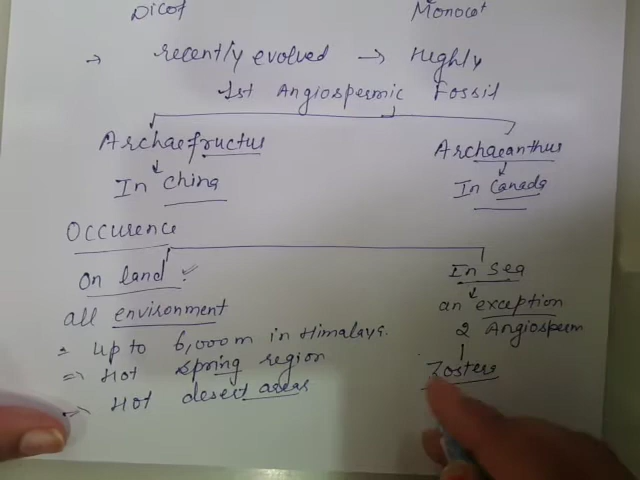 Dicot Monocot
→ recently evolved → Highly
1st Angiospermic Fossil
Archaefructus Archaeanthus
In China In Canada
Occurence
On land In Sea
all environment an exception
= up to 6,000m in Himalaya. 2 Angiosperm
⇒ Hot spring region Zostera
⇒ Hot desert areas